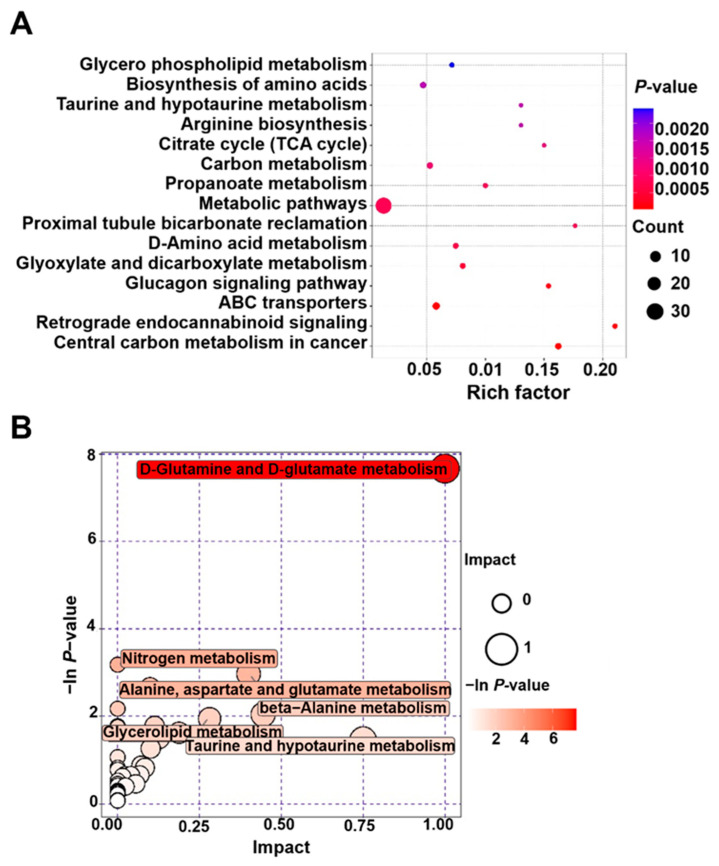 A
Glycero phospholipid metabolism
Biosynthesis of amino acids
Taurine and hypotaurine metabolism
Arginine biosynthesis
Citrate cycle (TCA cycle)
Carbon metabolism
Propanoate metabolism
Metabolic pathways
Proximal tubule bicarbonate reclamation
D-Amino acid metabolism
Glyoxylate and dicarboxylate metabolism
Glucagon signaling pathway
ABC transporters
Retrograde endocannabinoid signaling
Central carbon metabolism in cancer
0.05 0.01 0.15 0.20
Rich factor
P-value
0.0020
0.0015
0.0010
0.0005
Count
10
20
30
B
8
6
4
2
0
−ln P−value
D-Glutamine and D-glutamate metabolism
Nitrogen metabolism
Alanine, aspartate and glutamate metabolism
beta−Alanine metabolism
Glycerolipid metabolism
Taurine and hypotaurine metabolism
0.00 0.25 0.50 0.75 1.00
Impact
Impact
0
1
−ln P-value
2 4 6